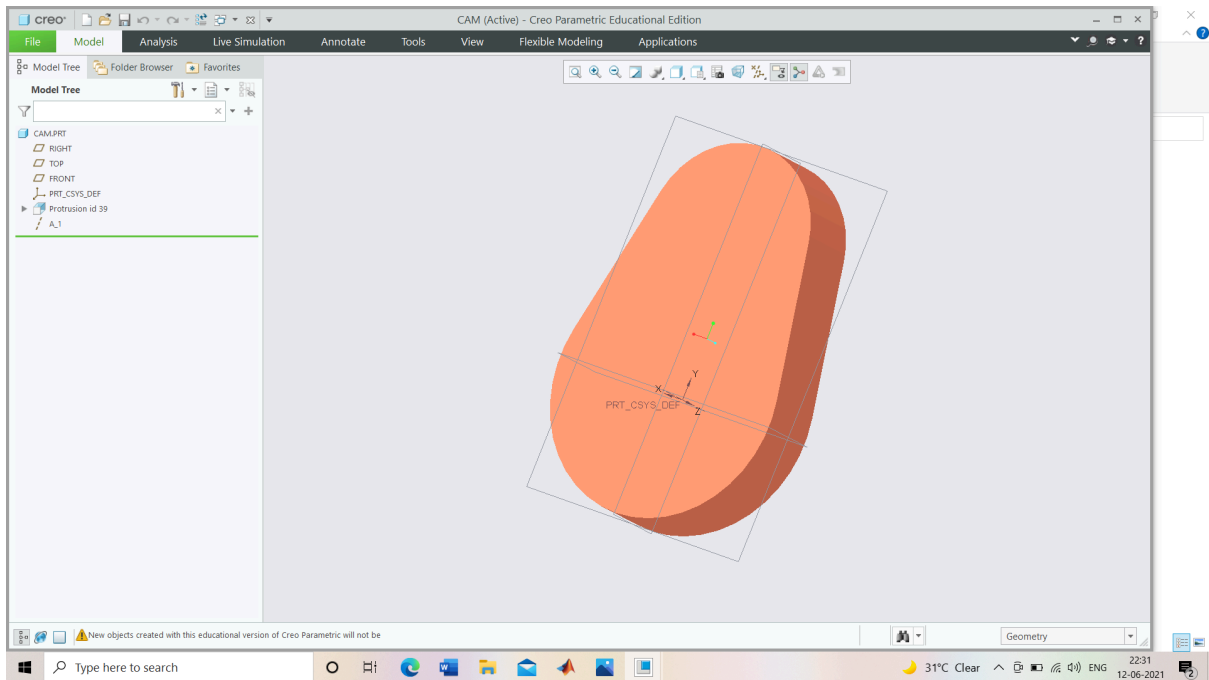 creo
CAM (Active) - Creo Parametric Educational Edition
File Model Analysis Live Simulation Annotate Tools View Flexible Modeling Applications
Model Tree Folder Browser Favorites
Model Tree
CAM.PRT
RIGHT
TOP
FRONT
PRT_CSYS_DEF
Protrusion id 39
A_1
Y
X
PRT_CSYS_DEF
Z
New objects created with this educational version of Creo Parametric will not be
Geometry
Type here to search
31°C Clear
ENG
22:31
12-06-2021
2